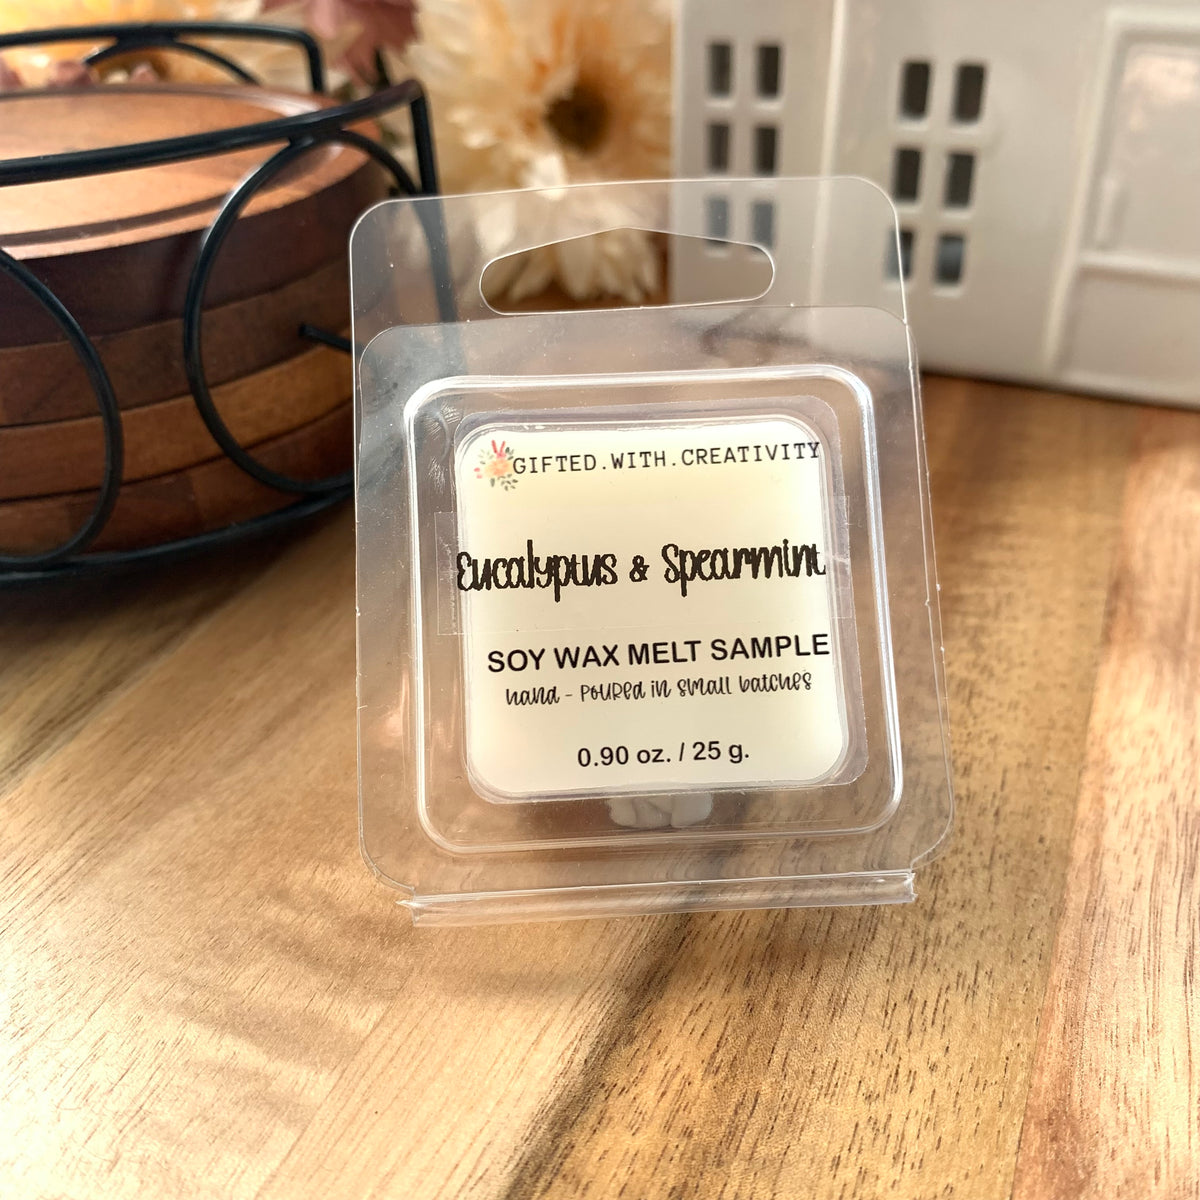 GIFTED.WITH.CREATIVITY
Eucalyptus & Spearmint
SOY WAX MELT SAMPLE
hand - poured in small batches
0.90 oz. / 25 g.